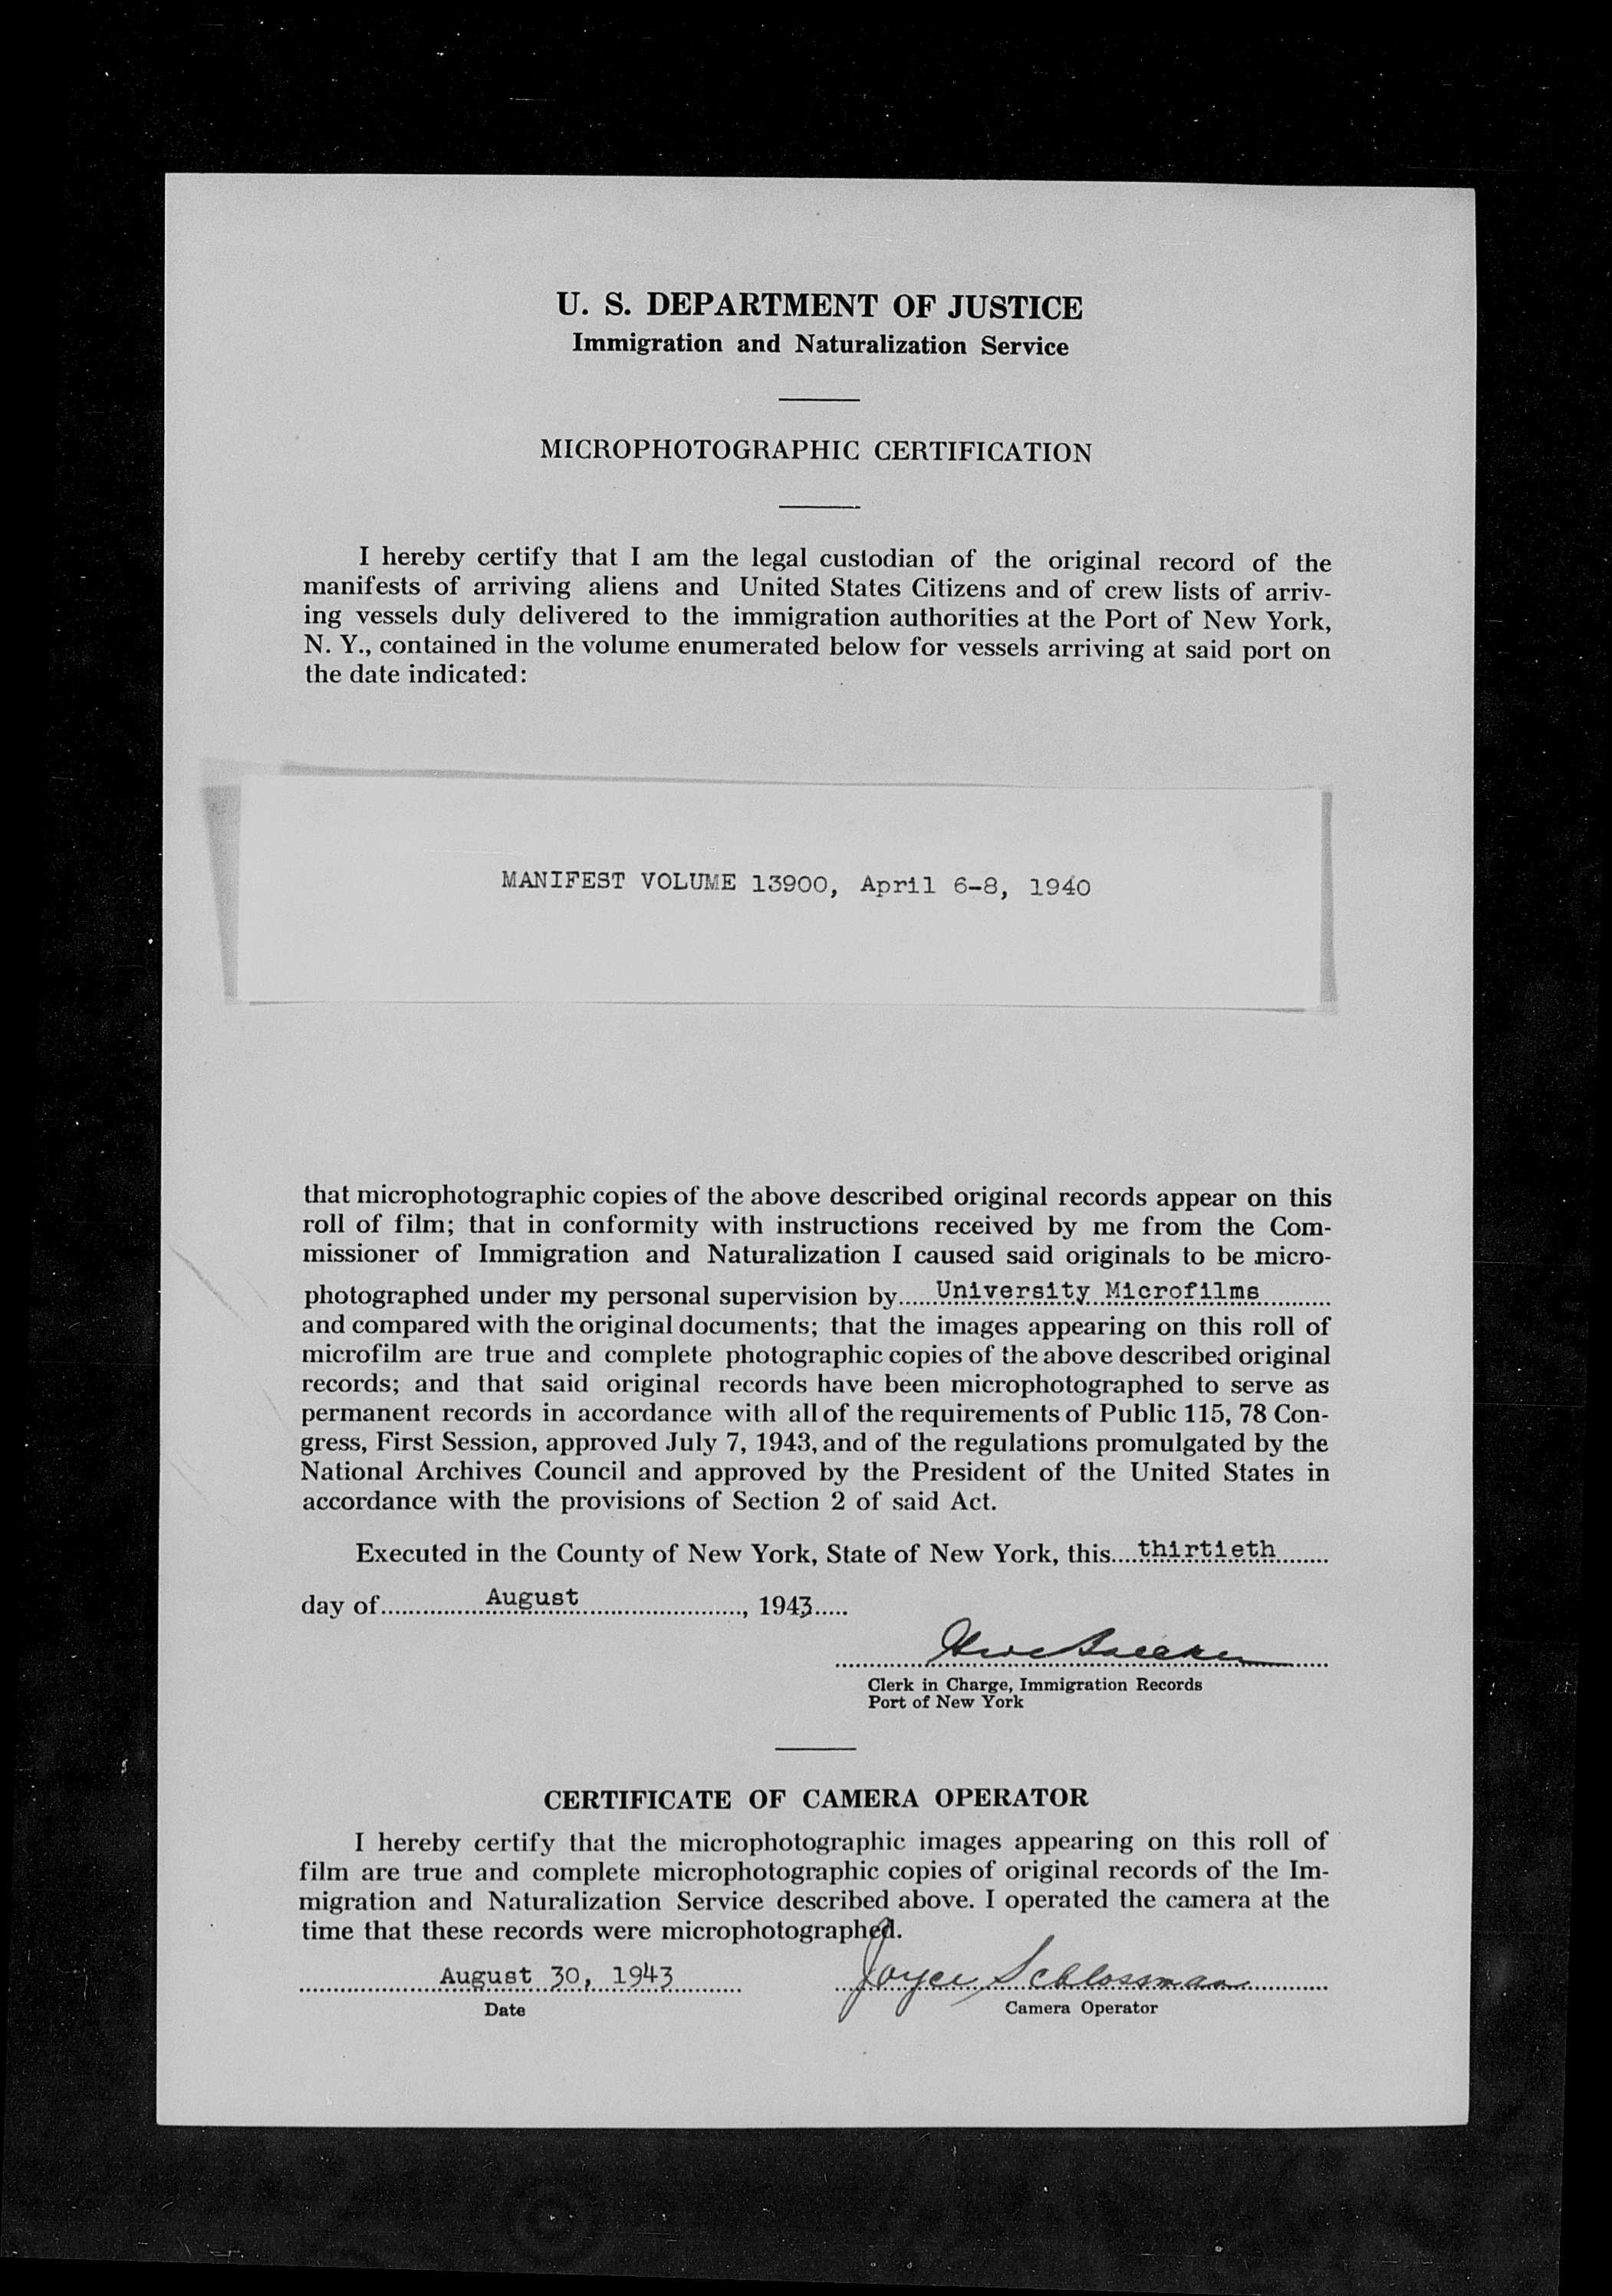 U. S. DEPARTMENT OF JUSTICE
Immigration and Naturalization Service
MICROPHOTOGRAPHIC CERTIFICATION
I hereby certify that I am the legal custodian of the original record of the
manifests of arriving aliens and United States Citizens and of crew lists of arriv-
ing vessels duly delivered to the immigration authorities at the Port of New York,
N. Y., contained in the volume enumerated below for vessels arriving at said port on
the date indicated:
MANIFEST VOLUME 13900, April 6-8, 1940
that microphotographic copies of the above described original records appear on this
roll of film; that in conformity with instructions received by me from the Com-
missioner of Immigration and Naturalization I caused said originals to be micro-
photographed under my personal supervision by......University Microfilms..........
and compared with the original documents; that the images appearing on this roll of
microfilm are true and complete photographic copies of the above described original
records; and that said original records have been microphotographed to serve as
permanent records in accordance with all of the requirements of Public 115, 78 Con-
gress, First Session, approved July 7, 1943, and of the regulations promulgated by the
National Archives Council and approved by the President of the United States in
accordance with the provisions of Section 2 of said Act.
Executed in the County of New York, State of New York, this....thirtieth........
day of................August........................, 1943.....
Clerk in Charge, Immigration Records
Port of New York
CERTIFICATE OF CAMERA OPERATOR
I hereby certify that the microphotographic images appearing on this roll of
film are true and complete microphotographic copies of original records of the Im-
migration and Naturalization Service described above. I operated the camera at the
time that these records were microphotographed.
August 30, 1943 Joyce Schlossman
Date Camera Operator